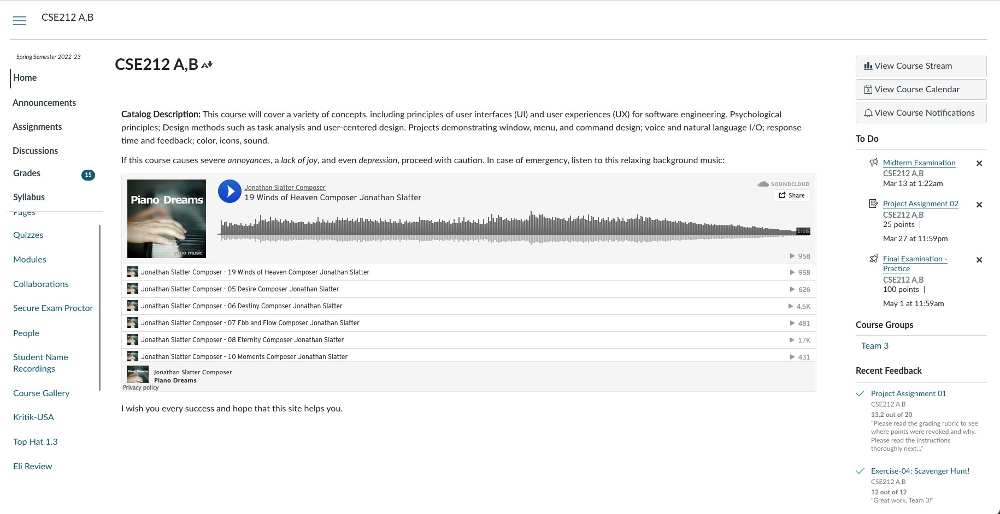 CSE212 A,B
Spring Semester 2022-23
Home
Announcements
Assignments
Discussions
Grades
15
Syllabus
Pages
Quizzes
Modules
Collaborations
Secure Exam Proctor
People
Student Name
Recordings
Course Gallery
Kritik-USA
Top Hat 1.3
Eli Review
CSE212 A,B
Catalog Description: This course will cover a variety of concepts, including principles of user interfaces (UI) and user experiences (UX) for software engineering. Psychological
principles; Design methods such as task analysis and user-centered design. Projects demonstrating window, menu, and command design; voice and natural language I/O; response
time and feedback; color, icons, sound.
If this course causes severe annoyances, a lack of joy, and even depression, proceed with caution. In case of emergency, listen to this relaxing background music:
Piano Dreams
yopo music
Jonathan Slatter Composer
19 Winds of Heaven Composer Jonathan Slatter
SOUNDCLOUD
Share
1:18
958
Jonathan Slatter Composer - 19 Winds of Heaven Composer Jonathan Slatter 958
Jonathan Slatter Composer - 05 Desire Composer Jonathan Slatter 626
Jonathan Slatter Composer - 06 Destiny Composer Jonathan Slatter 4.5K
Jonathan Slatter Composer - 07 Ebb and Flow Composer Jonathan Slatter 481
Jonathan Slatter Composer - 08 Eternity Composer Jonathan Slatter 17K
Jonathan Slatter Composer - 10 Moments Composer Jonathan Slatter 431
Piano Dreams
Jonathan Slatter Composer
Piano Dreams
Privacy policy
I wish you every success and hope that this site helps you.
View Course Stream
3
View Course Calendar
View Course Notifications
To Do
Midterm Examination
CSE212 A,B
Mar 13 at 1:22am
Project Assignment 02
CSE212 A,B
25 points |
Mar 27 at 11:59pm
Final Examination -
Practice
CSE212 A,B
100 points |
May 1 at 11:59am
Course Groups
Team 3
Recent Feedback
Project Assignment 01
CSE212 A,B
13.2 out of 20
"Please read the grading rubric to see
where points were revoked and why.
Please read the instructions
thoroughly next..."
Exercise-04: Scavenger Hunt!
CSE212 A,B
12 out of 12
"Great work, Team 3!"